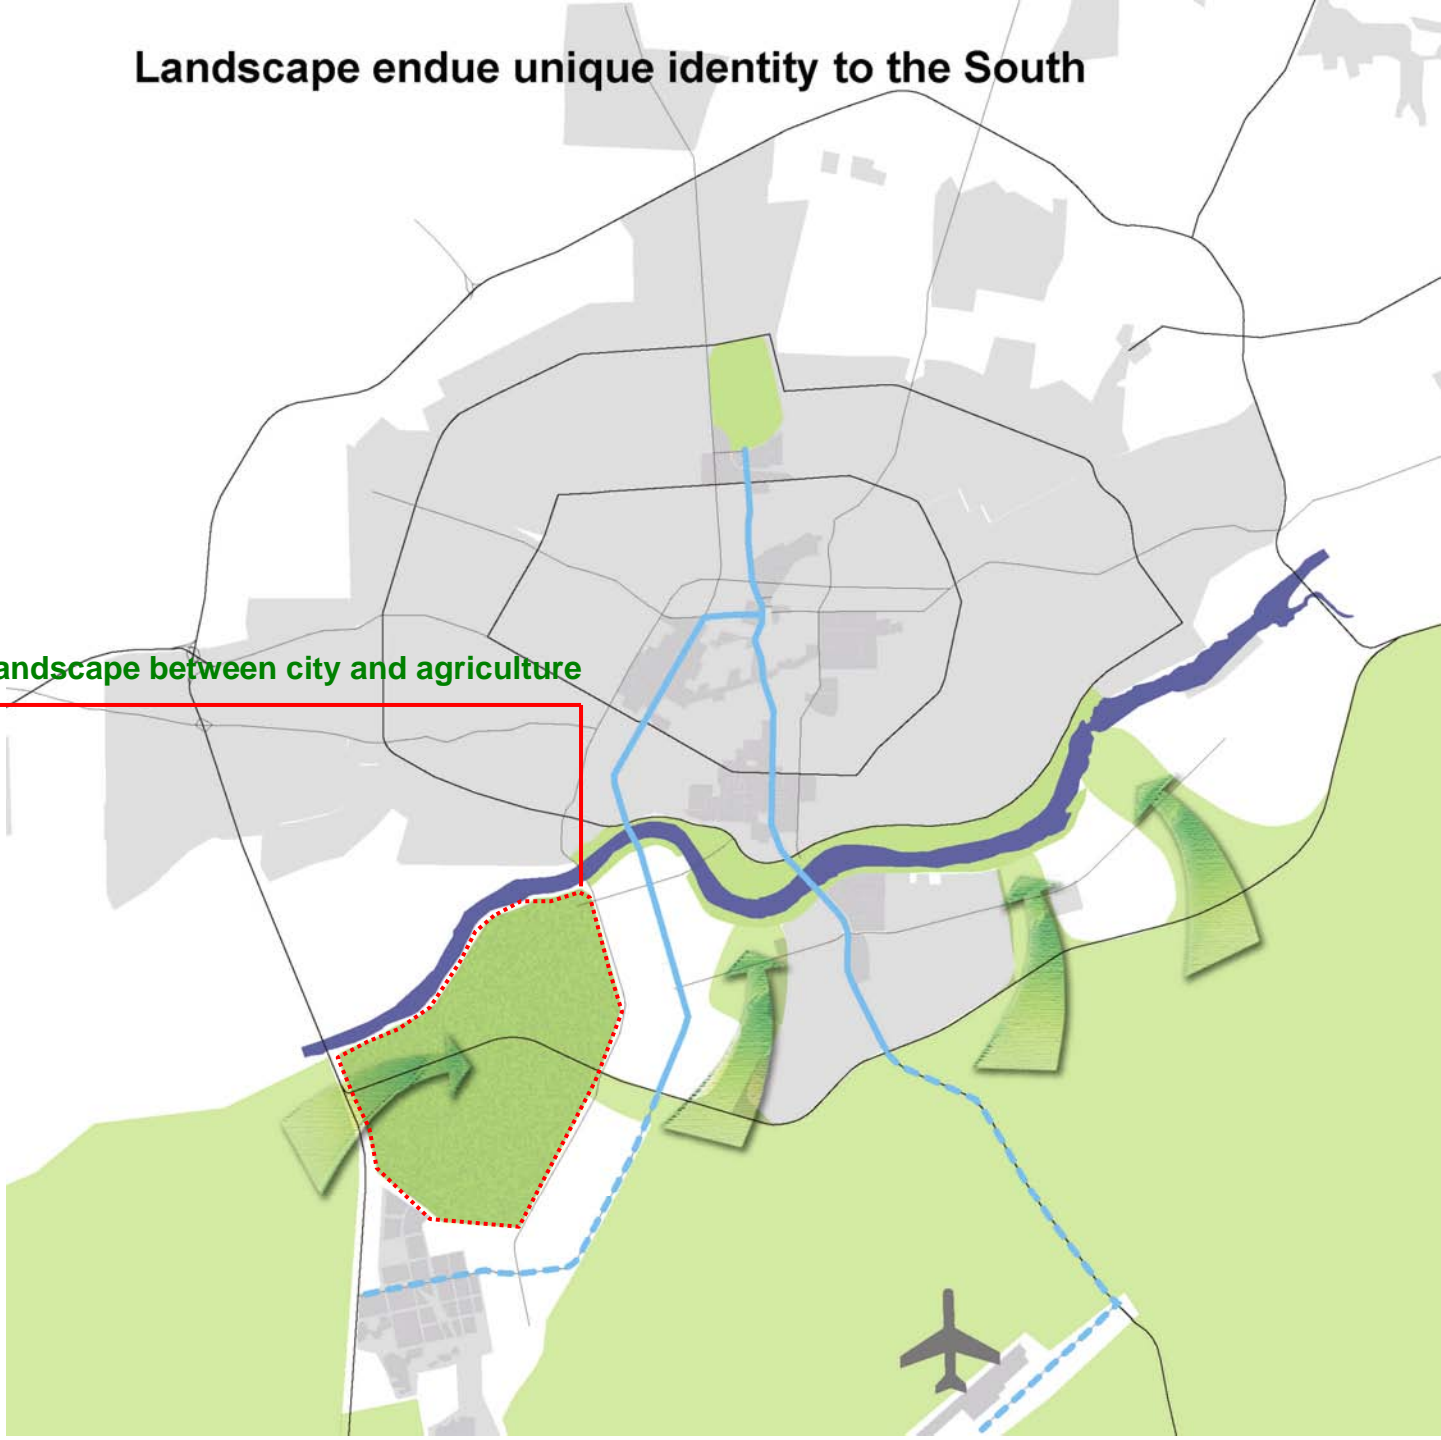 Landscape endue unique identity to the South
andscape between city and agriculture